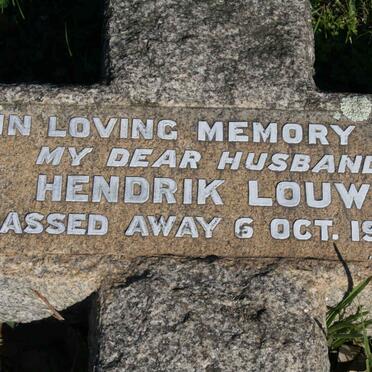 IN LOVING MEMORY
MY DEAR HUSBAND
HENDRIK LOUW
ASSED AWAY 6 OCT. 19